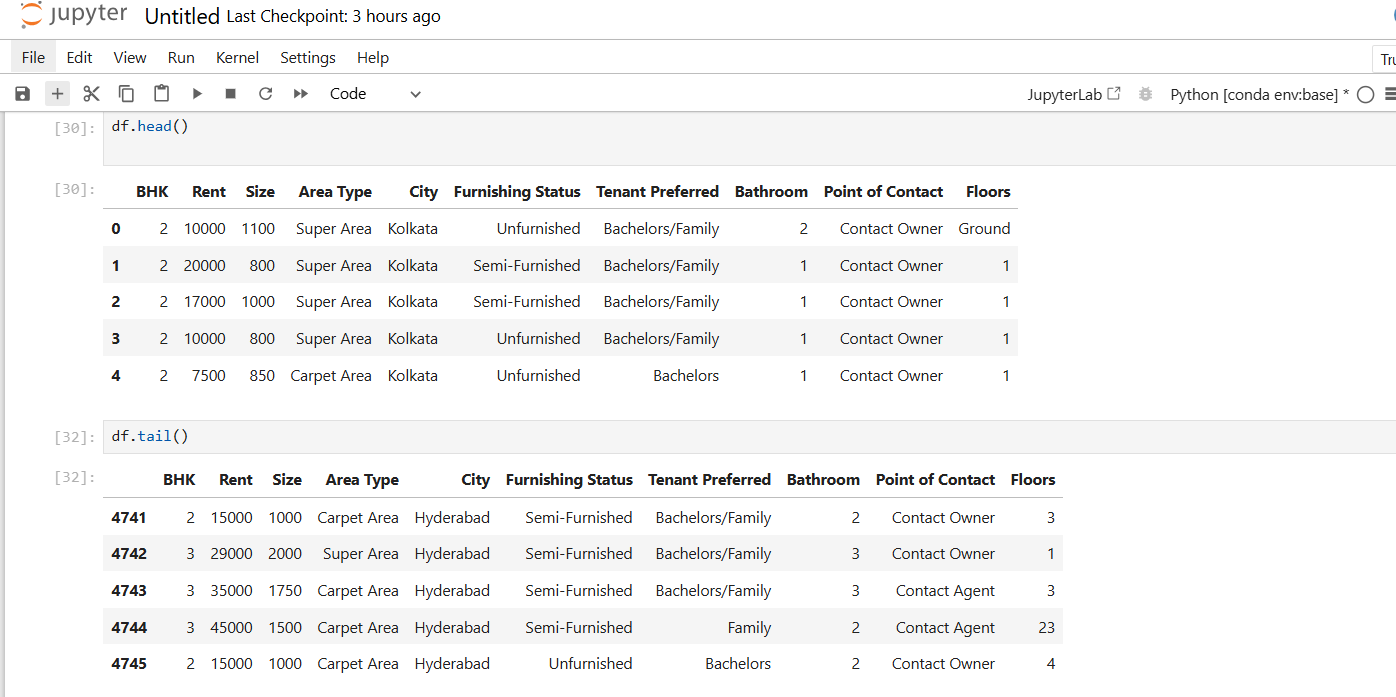 jupyter Untitled Last Checkpoint: 3 hours ago
File Edit View Run Kernel Settings Help
Code JupyterLab Python [conda env:base] *
[30]: df.head()
[30]: BHK Rent Size Area Type City Furnishing Status Tenant Preferred Bathroom Point of Contact Floors
0 2 10000 1100 Super Area Kolkata Unfurnished Bachelors/Family 2 Contact Owner Ground
1 2 20000 800 Super Area Kolkata Semi-Furnished Bachelors/Family 1 Contact Owner 1
2 2 17000 1000 Super Area Kolkata Semi-Furnished Bachelors/Family 1 Contact Owner 1
3 2 10000 800 Super Area Kolkata Unfurnished Bachelors/Family 1 Contact Owner 1
4 2 7500 850 Carpet Area Kolkata Unfurnished Bachelors 1 Contact Owner 1
[32]: df.tail()
[32]: BHK Rent Size Area Type City Furnishing Status Tenant Preferred Bathroom Point of Contact Floors
4741 2 15000 1000 Carpet Area Hyderabad Semi-Furnished Bachelors/Family 2 Contact Owner 3
4742 3 29000 2000 Super Area Hyderabad Semi-Furnished Bachelors/Family 3 Contact Owner 1
4743 3 35000 1750 Carpet Area Hyderabad Semi-Furnished Bachelors/Family 3 Contact Agent 3
4744 3 45000 1500 Carpet Area Hyderabad Semi-Furnished Family 2 Contact Agent 23
4745 2 15000 1000 Carpet Area Hyderabad Unfurnished Bachelors 2 Contact Owner 4